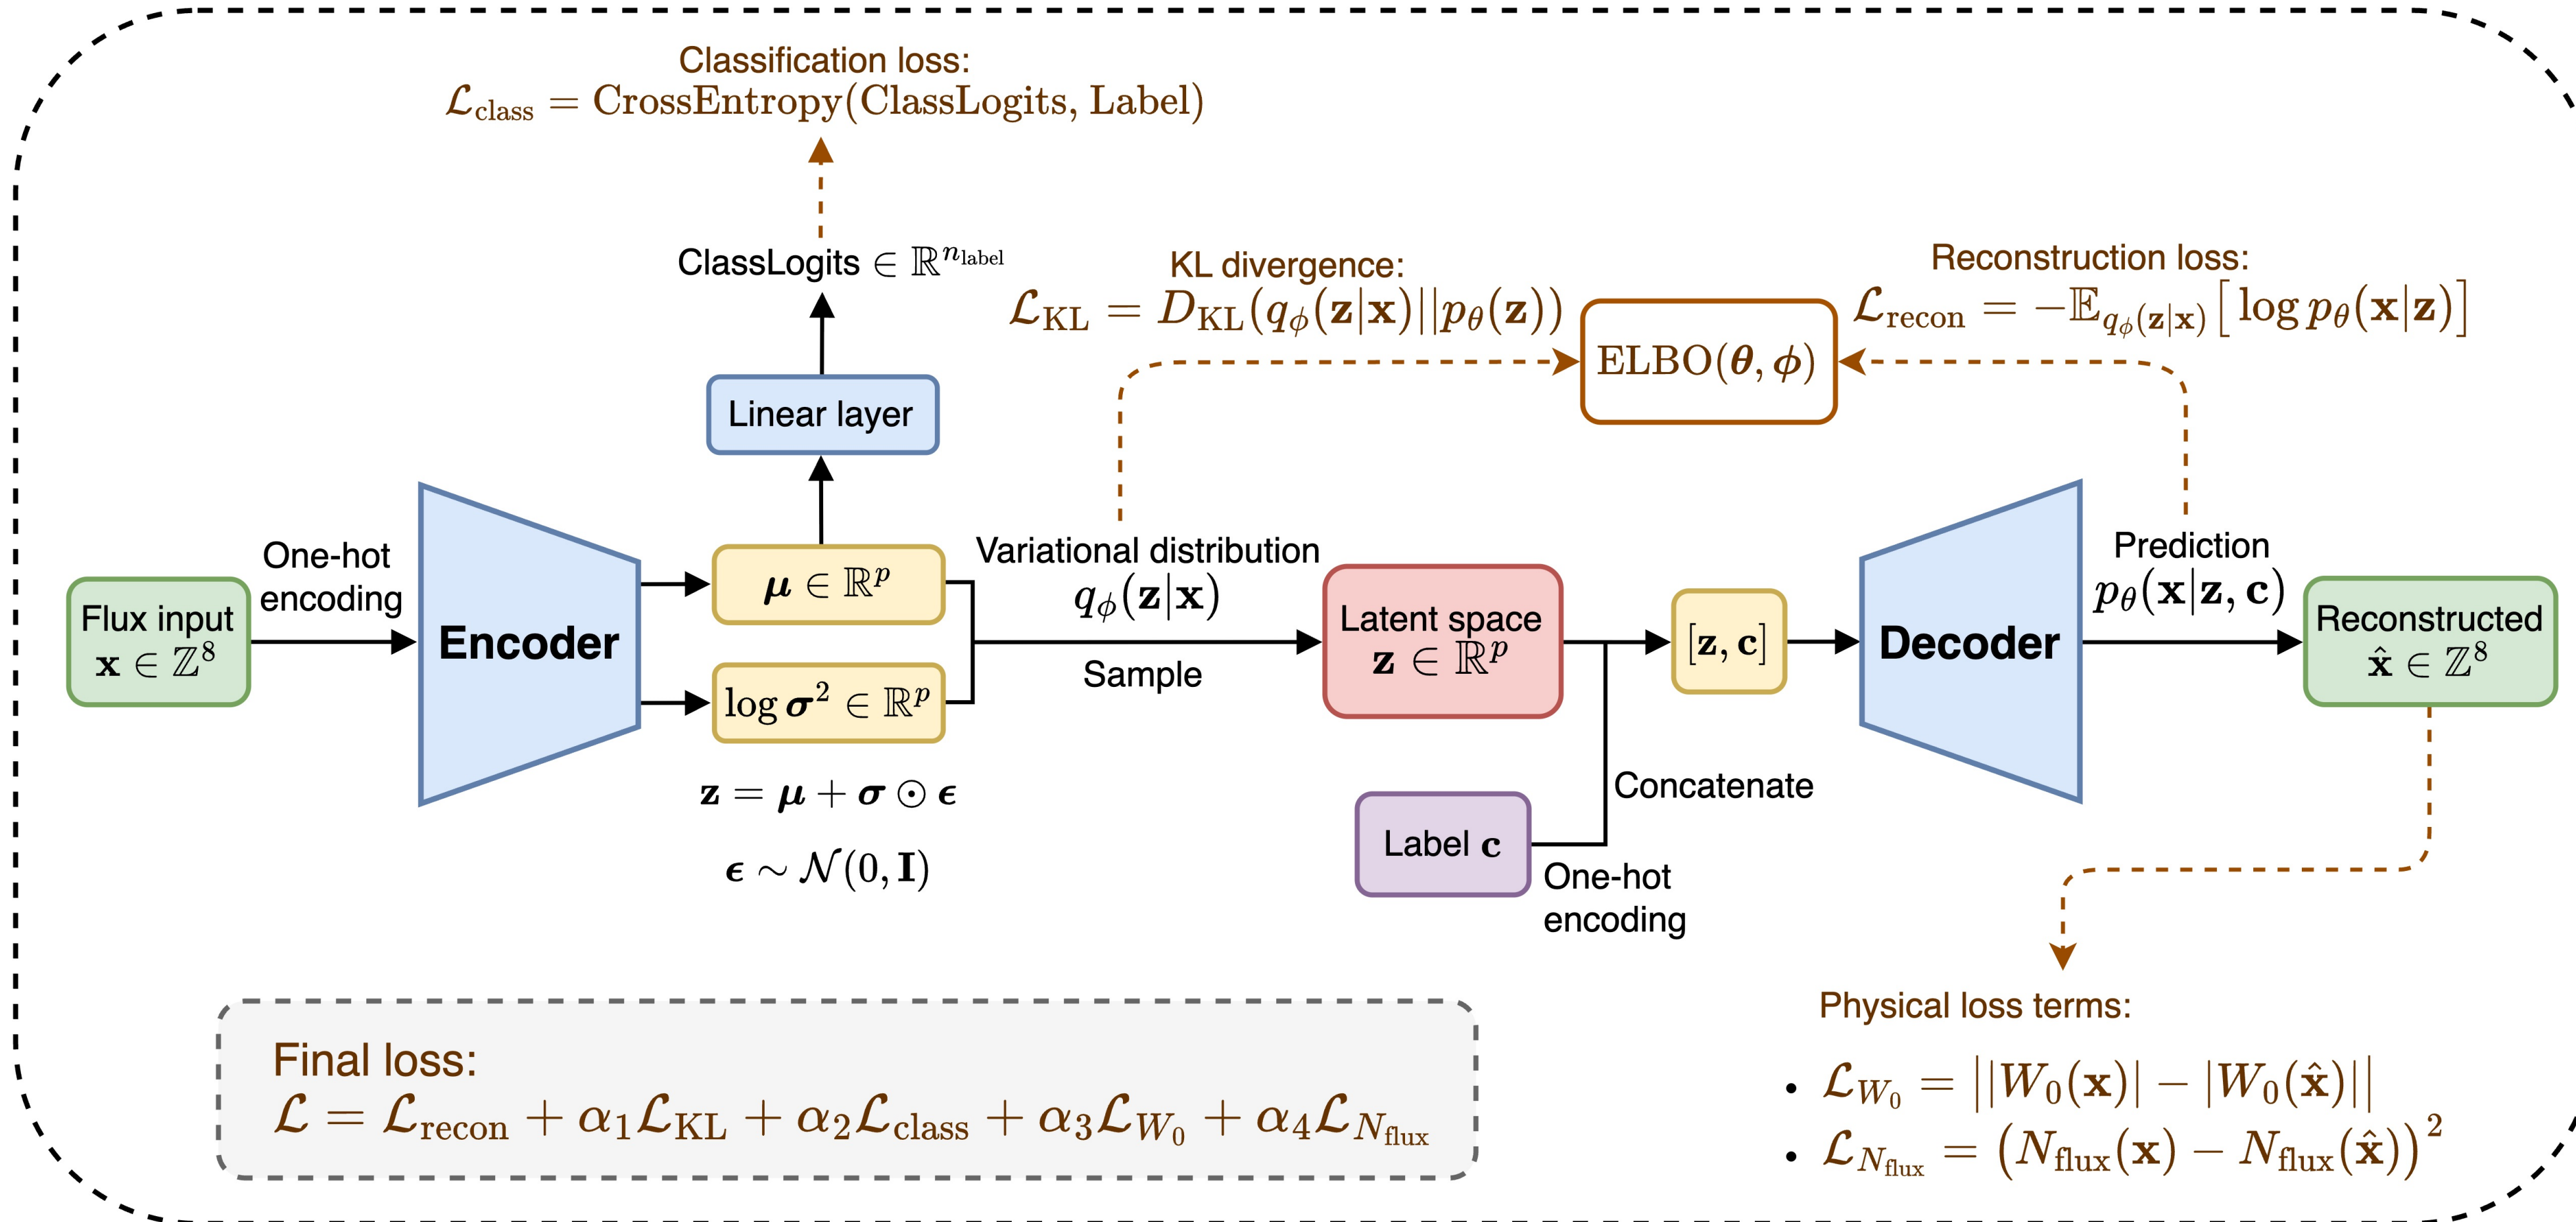 Classification loss:
ℒ_class = CrossEntropy(ClassLogits, Label)
ClassLogits ∈ ℝ^{n_label}
Linear layer
KL divergence:
ℒ_KL = D_KL(q_ϕ(𝐳|𝐱)||p_θ(𝐳))
ELBO(𝜽, 𝝓)
Reconstruction loss:
ℒ_recon = −𝔼_{q_ϕ(𝐳|𝐱)}[log p_θ(𝐱|𝐳)]
Flux input
𝐱 ∈ ℤ^8
One-hot
encoding
Encoder
𝝁 ∈ ℝ^p
log 𝝈^2 ∈ ℝ^p
𝐳 = 𝝁 + 𝝈 ⊙ 𝝐
𝝐 ∼ 𝒩(0, 𝐈)
Variational distribution
q_ϕ(𝐳|𝐱)
Sample
Latent space
𝐳 ∈ ℝ^p
Label 𝐜
One-hot
encoding
Concatenate
[𝐳, 𝐜]
Decoder
Prediction
p_θ(𝐱|𝐳, 𝐜)
Reconstructed
𝐱̂ ∈ ℤ^8
Final loss:
ℒ = ℒ_recon + α_1ℒ_KL + α_2ℒ_class + α_3ℒ_{W_0} + α_4ℒ_{N_flux}
Physical loss terms:
• ℒ_{W_0} = ||W_0(𝐱)| − |W_0(𝐱̂)||
• ℒ_{N_flux} = (N_flux(𝐱) − N_flux(𝐱̂))^2